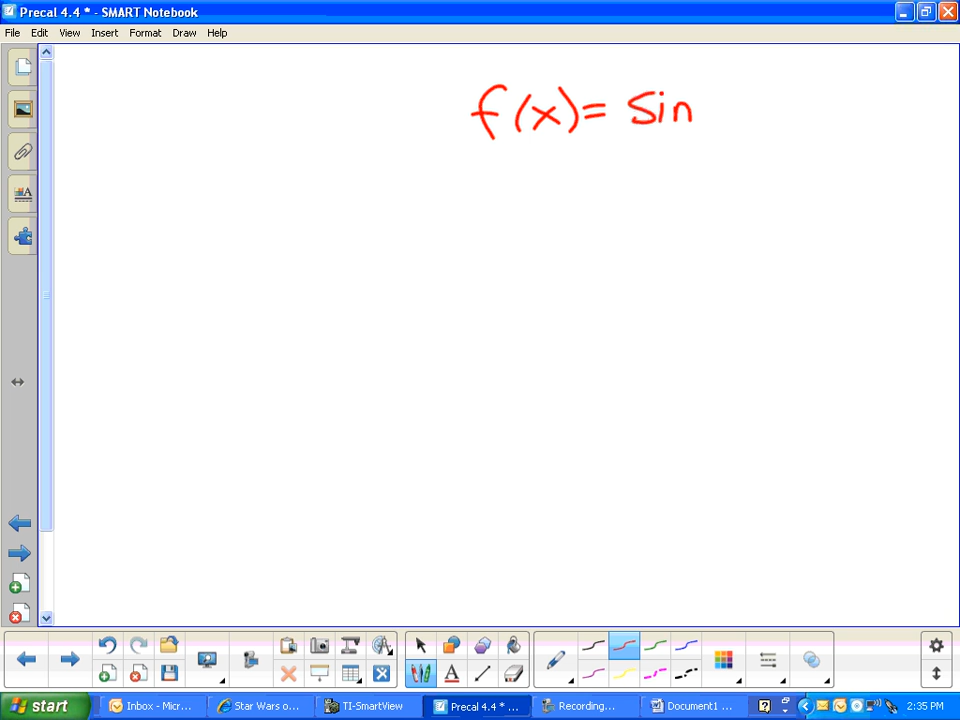 Precal 4.4 * - SMART Notebook
File Edit View Insert Format Draw Help
f(x)= sin
start
Inbox - Micr...
Star Wars o...
TI-SmartView
Precal 4.4 * ...
Recording...
Document1 ...
2:35 PM